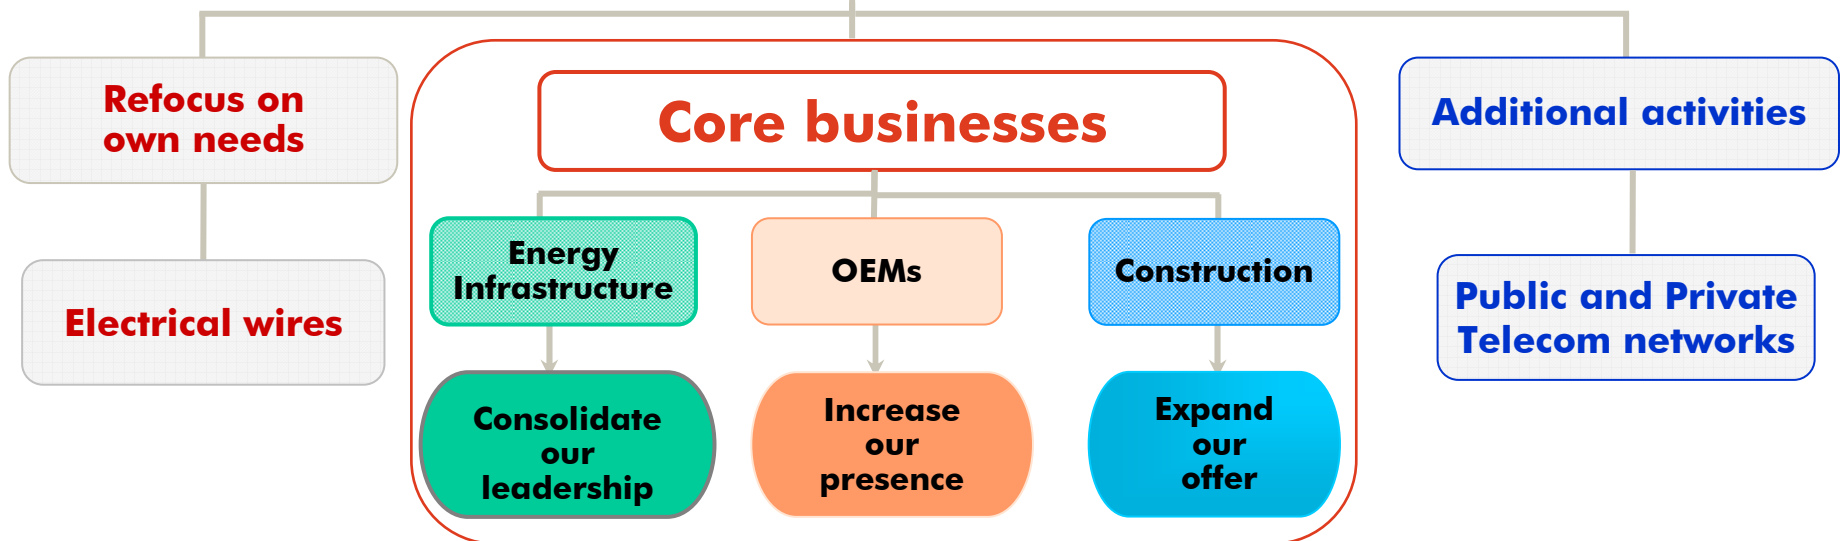 Refocus on
own needs
Electrical wires
Core businesses
Energy
Infrastructure
Consolidate
our
leadership
OEMs
Increase
our
presence
Construction
Expand
our
offer
Additional activities
Public and Private
Telecom networks